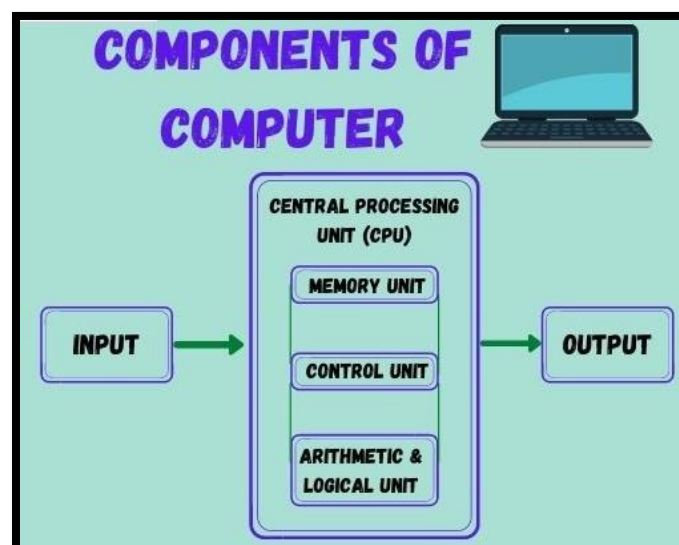 COMPONENTS OF
COMPUTER
CENTRAL PROCESSING
UNIT (CPU)
MEMORY UNIT
INPUT
CONTROL UNIT
OUTPUT
ARITHMETIC &
LOGICAL UNIT